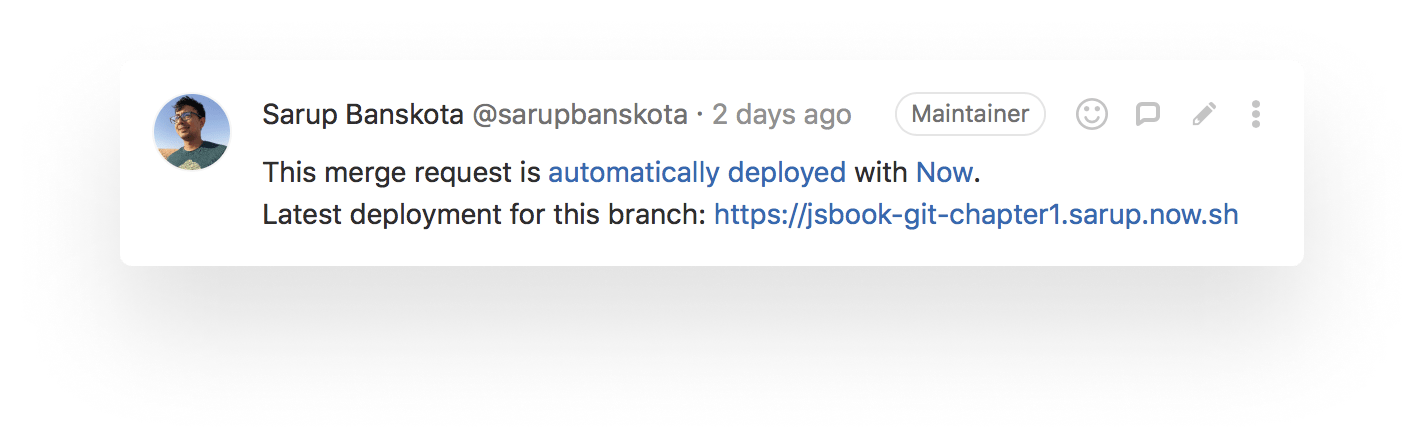 Sarup Banskota @sarupbanskota · 2 days ago Maintainer
This merge request is automatically deployed with Now.
Latest deployment for this branch: https://jsbook-git-chapter1.sarup.now.sh